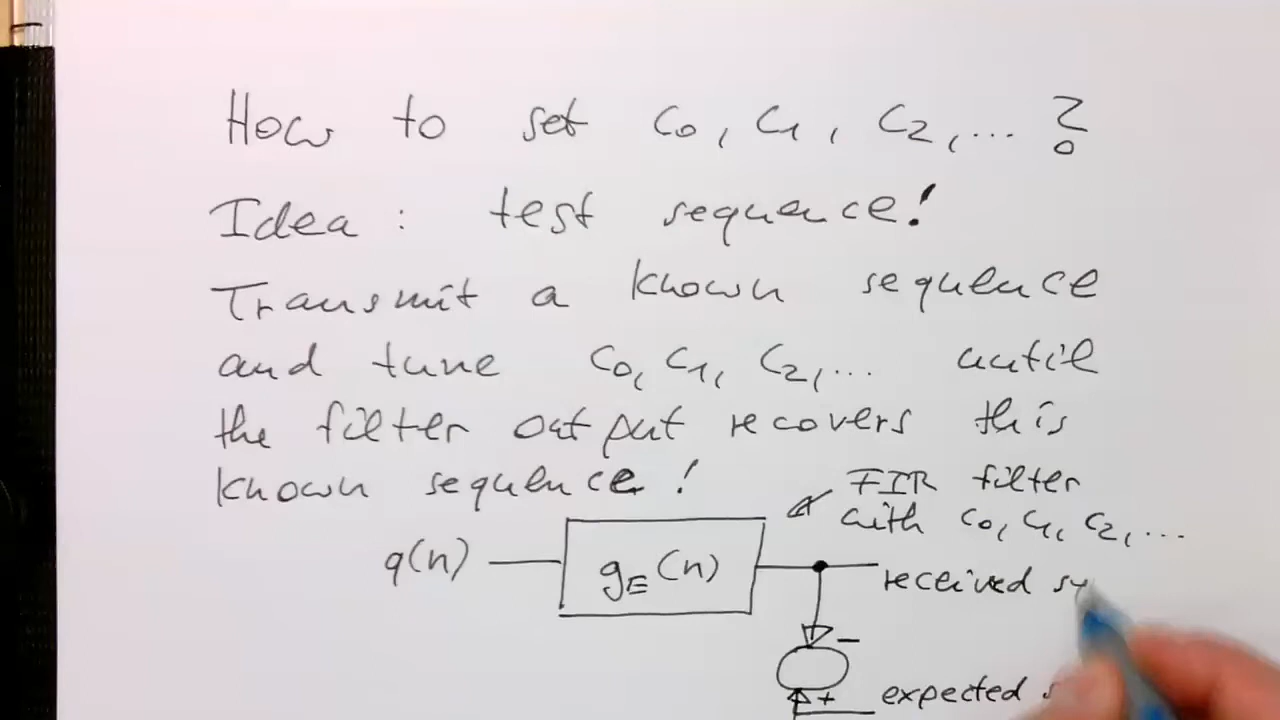 How to set c0, c1, c2, ... ?
Idea : test sequence!
Transmit a known sequence
and tune c0, c1, c2, ... until
the filter output recovers this
known sequence !
FIR filter
with c0, c1, c2, ...
q(n) gE(n)
received
−
+ expected